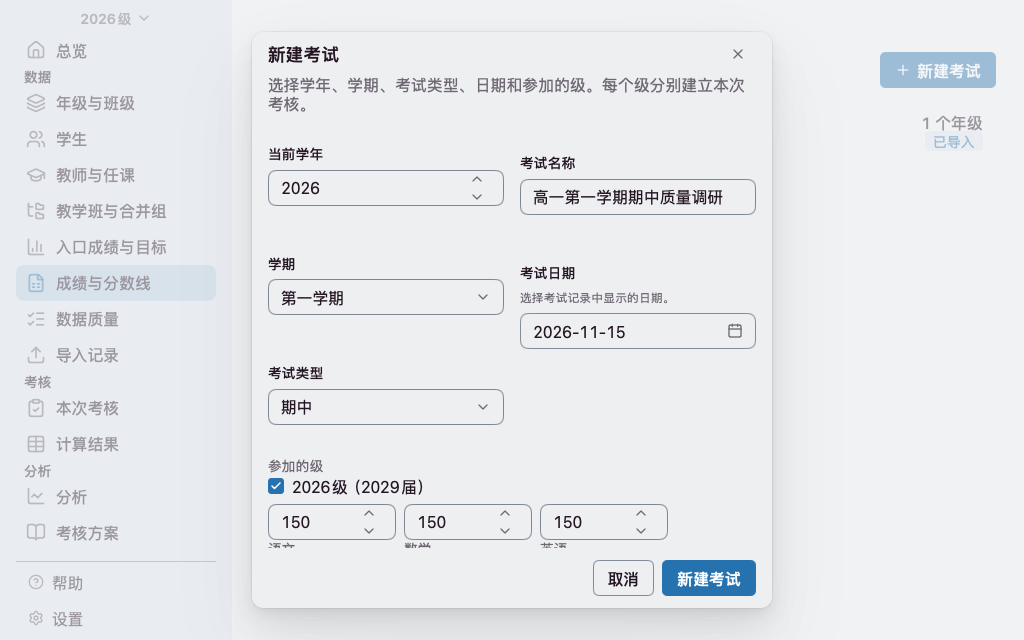 2026级
总览
数据
年级与班级
学生
教师与任课
教学班与合并组
入口成绩与目标
成绩与分数线
数据质量
导入记录
考核
本次考核
计算结果
分析
分析
考核方案
帮助
设置
新建考试
1 个年级
已导入
新建考试
选择学年、学期、考试类型、日期和参加的级。每个级分别建立本次
考核。
当前学年
2026
考试名称
高一第一学期期中质量调研
学期
第一学期
考试日期
选择考试记录中显示的日期。
2026-11-15
考试类型
期中
参加的级
2026级（2029届）
150 150 150
语文 数学 英语
取消 新建考试